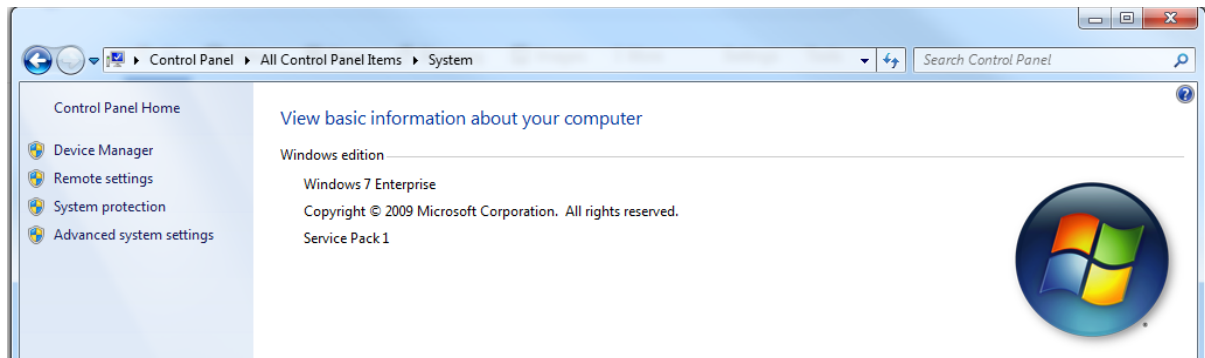 Control Panel All Control Panel Items System Search Control Panel
Control Panel Home
Device Manager
Remote settings
System protection
Advanced system settings
View basic information about your computer
Windows edition
Windows 7 Enterprise
Copyright © 2009 Microsoft Corporation. All rights reserved.
Service Pack 1